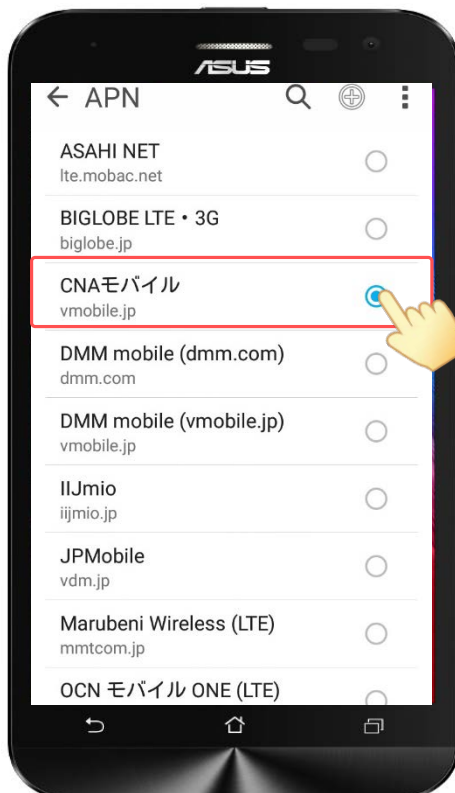 ASUS
APN
ASAHI NET
lte.mobac.net
BIGLOBE LTE・3G
biglobe.jp
CNAモバイル
vmobile.jp
DMM mobile (dmm.com)
dmm.com
DMM mobile (vmobile.jp)
vmobile.jp
IIJmio
iijmio.jp
JPMobile
vdm.jp
Marubeni Wireless (LTE)
mmtcom.jp
OCN モバイル ONE (LTE)